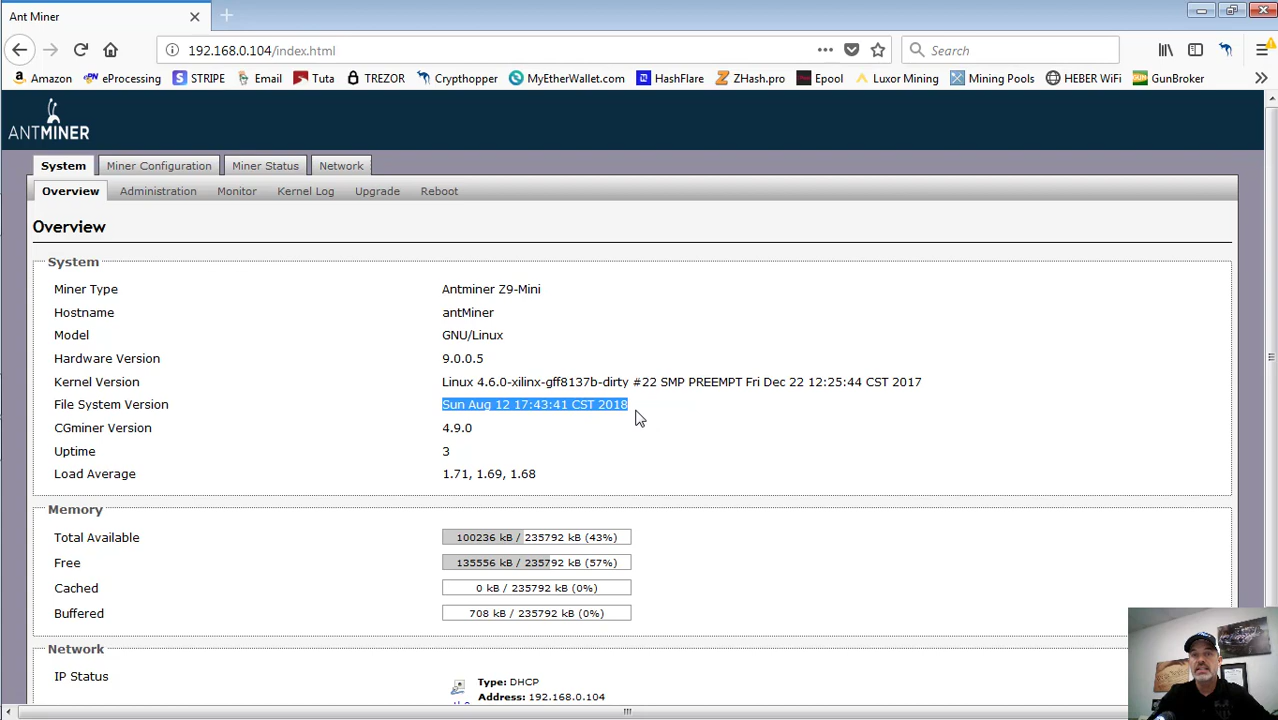 Ant Miner
192.168.0.104/index.html
Search
Amazon eProcessing STRIPE Email Tuta TREZOR Crypthopper MyEtherWallet.com HashFlare ZHash.pro Epool Luxor Mining Mining Pools HEBER WiFi GunBroker
ANTMINER
System Miner Configuration Miner Status Network
Overview Administration Monitor Kernel Log Upgrade Reboot
Overview
System
Miner Type Antminer Z9-Mini
Hostname antMiner
Model GNU/Linux
Hardware Version 9.0.0.5
Kernel Version Linux 4.6.0-xilinx-gff8137b-dirty #22 SMP PREEMPT Fri Dec 22 12:25:44 CST 2017
File System Version Sun Aug 12 17:43:41 CST 2018
CGminer Version 4.9.0
Uptime 3
Load Average 1.71, 1.69, 1.68
Memory
Total Available 100236 kB / 235792 kB (43%)
Free 135556 kB / 235792 kB (57%)
Cached 0 kB / 235792 kB (0%)
Buffered 708 kB / 235792 kB (0%)
Network
IP Status Type: DHCP
Address: 192.168.0.104